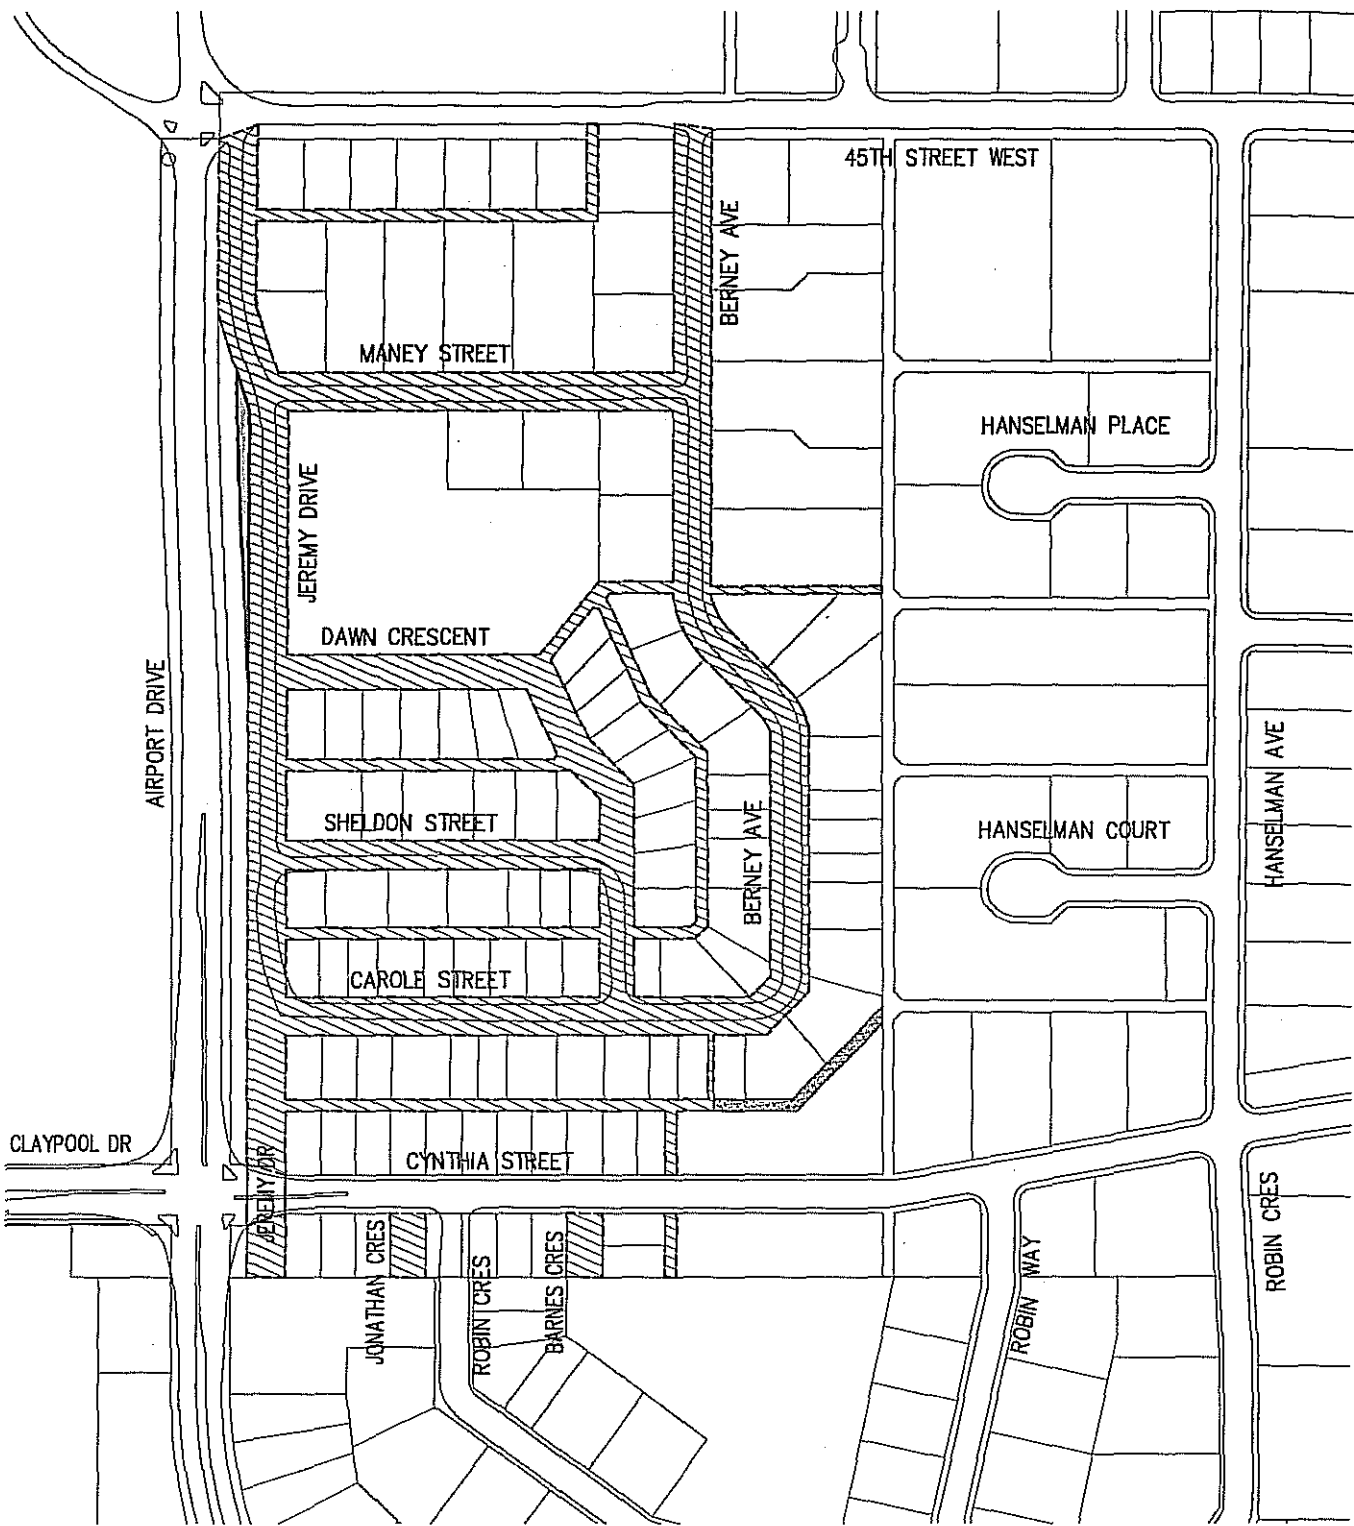 45TH STREET WEST
BERNEY AVE
MANEY STREET
HANSELMAN PLACE
JEREMY DRIVE
DAWN CRESCENT
AIRPORT DRIVE
HANSELMAN AVE
SHELDON STREET
HANSELMAN COURT
BERNEY AVE
CAROLE STREET
CLAYPOOL DR
JEREMY DR
CYNTHIA STREET
JONATHAN CRES
ROBIN CRES
BARNES CRES
ROBIN WAY
ROBIN CRES